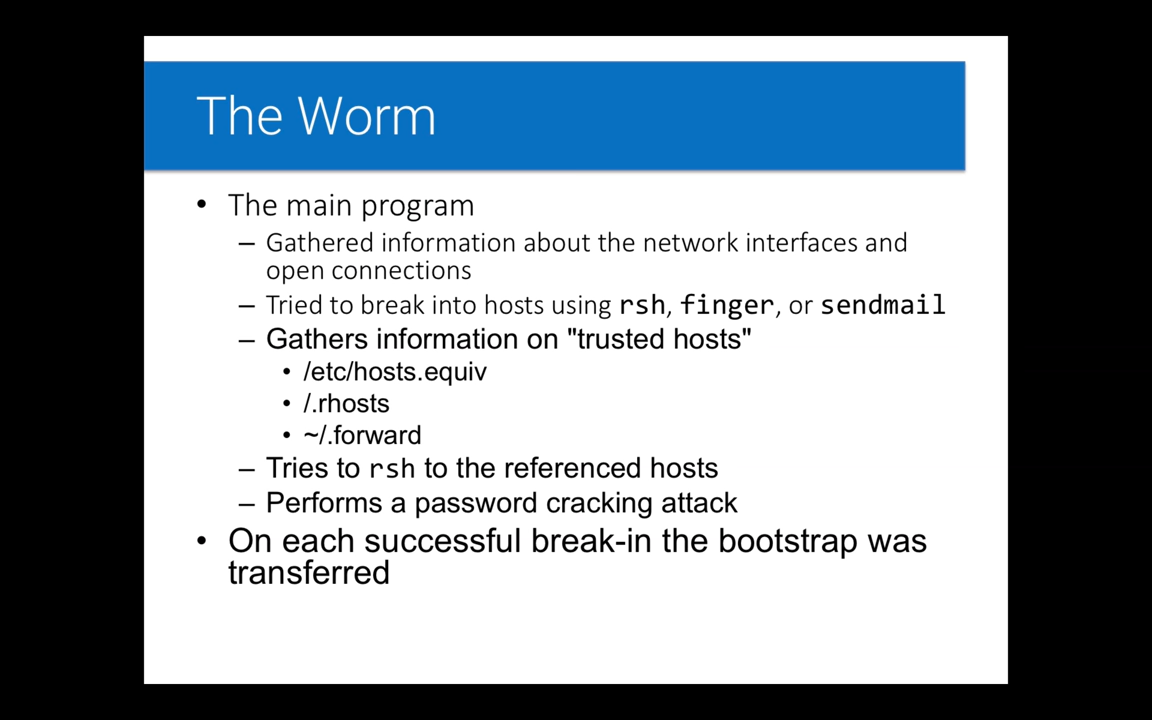 The Worm
• The main program
– Gathered information about the network interfaces and
open connections
– Tried to break into hosts using rsh, finger, or sendmail
– Gathers information on "trusted hosts"
• /etc/hosts.equiv
• /.rhosts
• ~/.forward
– Tries to rsh to the referenced hosts
– Performs a password cracking attack
• On each successful break-in the bootstrap was
transferred